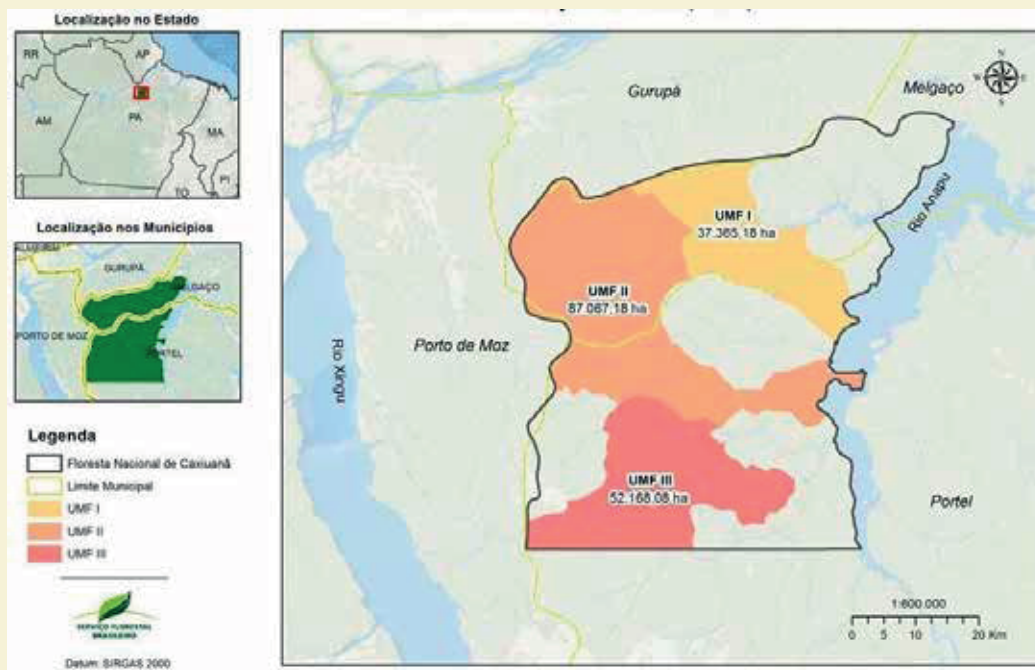 Localização no Estado
RR
AP
AM
PA
MA
PI
TO
Localização nos Municípios
GURUPÁ
MELGAÇO
PORTO DE MOZ
PORTEL
Legenda
Floresta Nacional de Caxiuanã
Limite Municipal
UMF I
UMF II
UMF III
SERVIÇO FLORESTAL
BRASILEIRO
Datum: SIRGAS 2000
Gurupá
Melgaço
N
W
E
S
Rio Anapu
UMF I
37.365,18 ha
UMF II
87.067,18 ha
Porto de Moz
Rio Xingu
UMF III
52.168,08 ha
Portel
1:600.000
0 5 10 20 Km